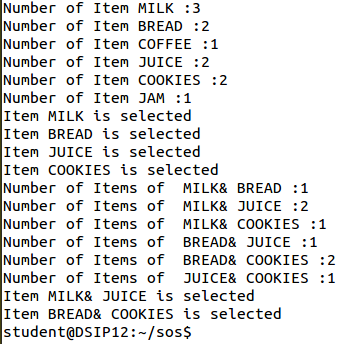 Number of Item MILK :3
Number of Item BREAD :2
Number of Item COFFEE :1
Number of Item JUICE :2
Number of Item COOKIES :2
Number of Item JAM :1
Item MILK is selected
Item BREAD is selected
Item JUICE is selected
Item COOKIES is selected
Number of Items of  MILK& BREAD :1
Number of Items of  MILK& JUICE :2
Number of Items of  MILK& COOKIES :1
Number of Items of  BREAD& JUICE :1
Number of Items of  BREAD& COOKIES :2
Number of Items of  JUICE& COOKIES :1
Item MILK& JUICE is selected
Item BREAD& COOKIES is selected
student@DSIP12:~/sos$